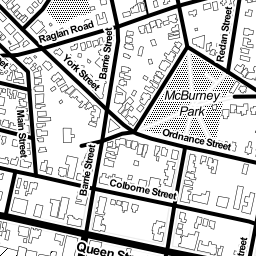 Raglan Road
Barrie Street
Redan Street
York Street
McBurney
Park
Main Street
Ordnance Street
Barrie Street
Colborne Street
Queen St